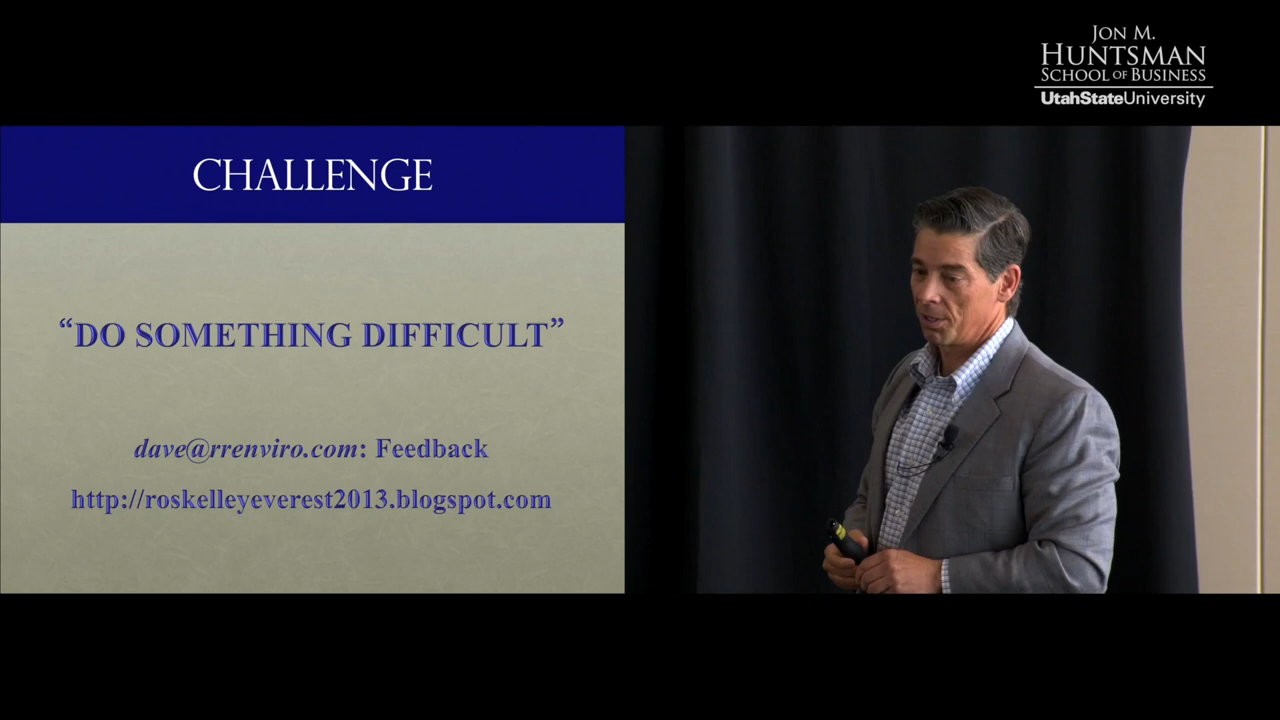 JON M.
HUNTSMAN
SCHOOL OF BUSINESS
UtahStateUniversity
CHALLENGE
“DO SOMETHING DIFFICULT”
dave@rrenviro.com: Feedback
http://roskelleyeverest2013.blogspot.com